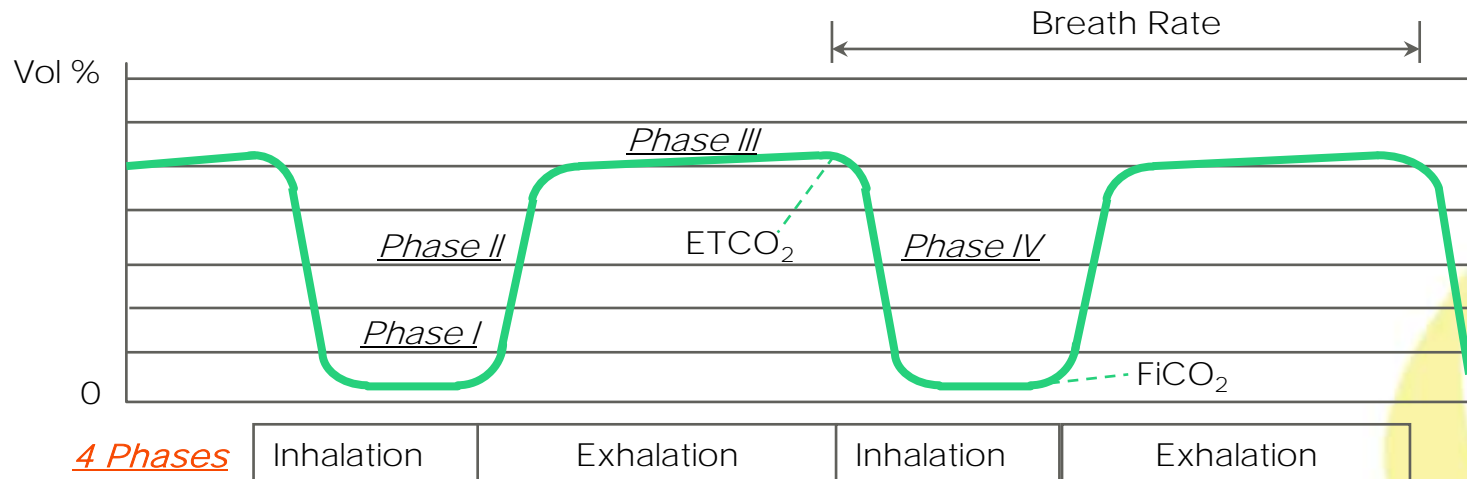 Breath Rate
Vol %
Phase III
Phase II
ETCO₂
Phase IV
Phase I
FiCO₂
0
4 Phases Inhalation Exhalation Inhalation Exhalation